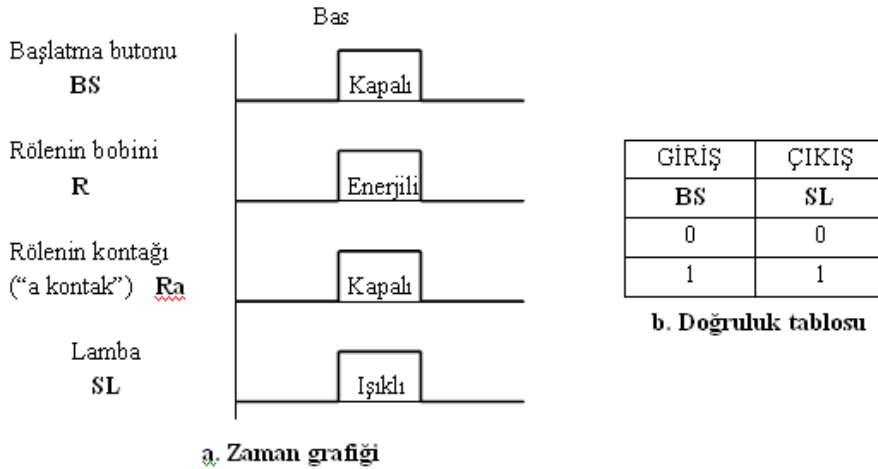 Bas
Başlatma butonu
BS
Kapalı
Rölenin bobini
R
Enerjili
Rölenin kontağı
("a kontak") Ra
Kapalı
Lamba
SL
Işıklı
a. Zaman grafiği
GİRİŞ ÇIKIŞ
BS SL
0 0
1 1
b. Doğruluk tablosu